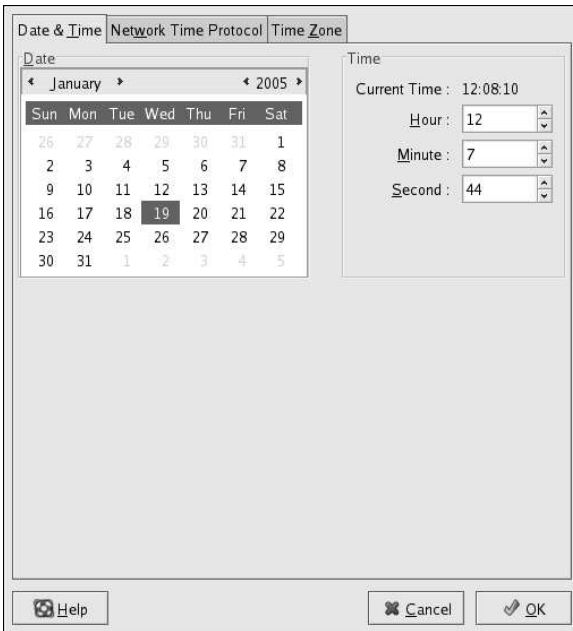 Date & Time Network Time Protocol Time Zone
Date
January 2005
Sun Mon Tue Wed Thu Fri Sat
26 27 28 29 30 31 1
2 3 4 5 6 7 8
9 10 11 12 13 14 15
16 17 18 19 20 21 22
23 24 25 26 27 28 29
30 31 1 2 3 4 5
Time
Current Time : 12:08:10
Hour : 12
Minute : 7
Second : 44
Help Cancel OK